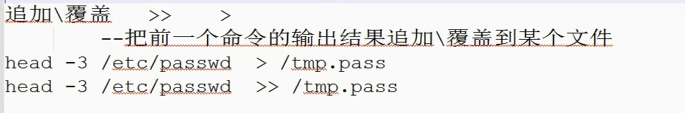 追加\覆盖   >>    >
--把前一个命令的输出结果追加\覆盖到某个文件
head -3 /etc/passwd  > /tmp.pass
head -3 /etc/passwd  >> /tmp.pass